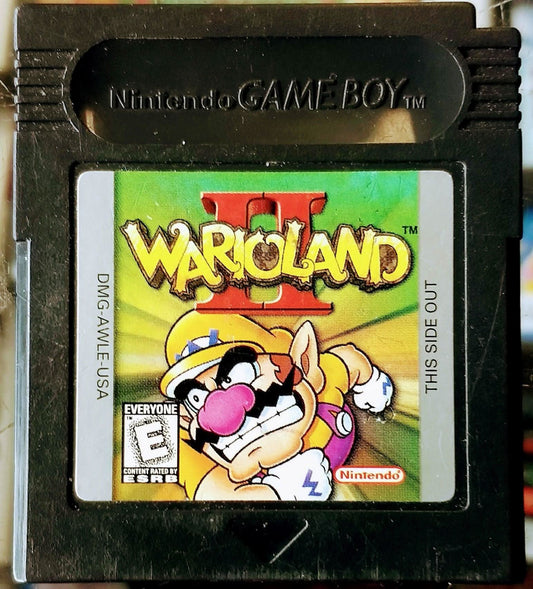 Nintendo GAME BOY TM
II
WARIOLAND TM
DMG-AWLE-USA
THIS SIDE OUT
EVERYONE
TM
E
CONTENT RATED BY
ESRB
Nintendo